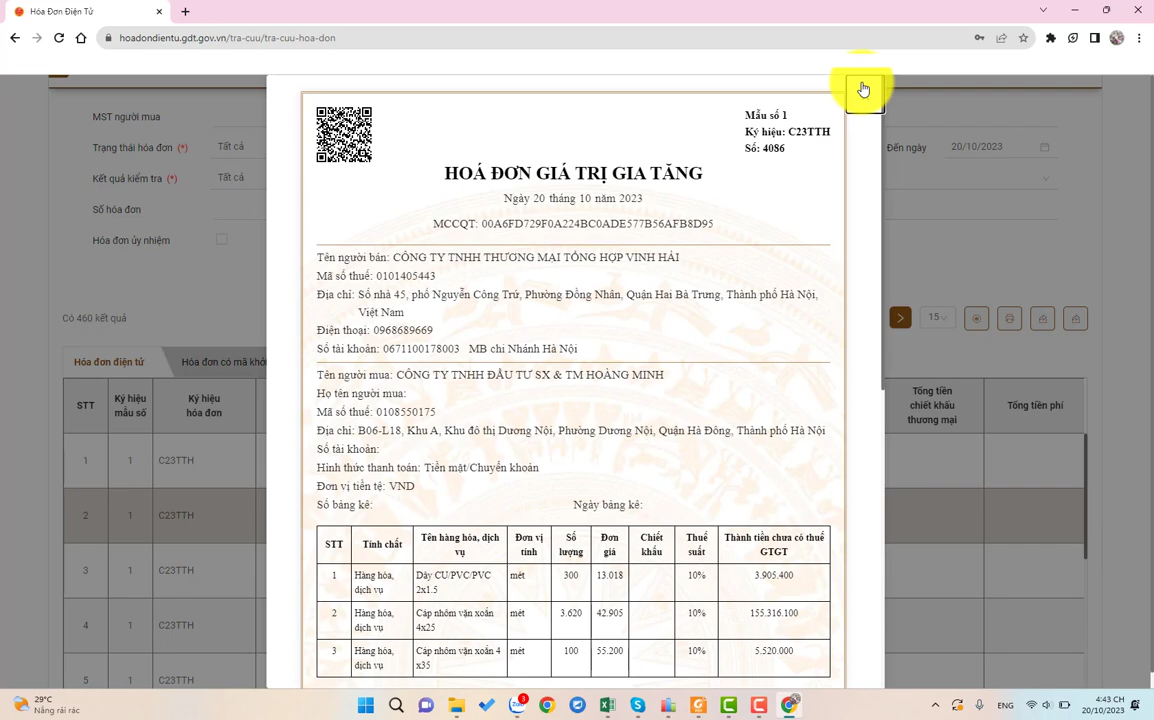 Hóa Đơn Điện Tử
hoadondientu.gdt.gov.vn/tra-cuu/tra-cuu-hoa-don
MST người mua
Trạng thái hóa đơn (*) Tất cả
Kết quả kiểm tra (*) Tất cả
Số hóa đơn
Hóa đơn ủy nhiệm
Đến ngày 20/10/2023
Có 460 kết quả
15
Hóa đơn điện tử
Hóa đơn có mã khởi
STT
Ký hiệu mẫu số
Ký hiệu hóa đơn
Tổng tiền chiết khấu thương mại
Tổng tiền phí
1 1 C23TTH
2 1 C23TTH
3 1 C23TTH
4 1 C23TTH
5 1 C23TTH
Mẫu số 1
Ký hiệu: C23TTH
Số: 4086
HOÁ ĐƠN GIÁ TRỊ GIA TĂNG
Ngày 20 tháng 10 năm 2023
MCCQT: 00A6FD729F0A224BC0ADE577B56AFB8D95
Tên người bán: CÔNG TY TNHH THƯƠNG MẠI TỔNG HỢP VINH HẢI
Mã số thuế: 0101405443
Địa chỉ: Số nhà 45, phố Nguyễn Công Trứ, Phường Đồng Nhân, Quận Hai Bà Trưng, Thành phố Hà Nội,
Việt Nam
Điện thoại: 0968689669
Số tài khoản: 0671100178003 MB chi Nhánh Hà Nội
Tên người mua: CÔNG TY TNHH ĐẦU TƯ SX & TM HOÀNG MINH
Họ tên người mua:
Mã số thuế: 0108550175
Địa chỉ: B06-L18, Khu A, Khu đô thị Dương Nội, Phường Dương Nội, Quận Hà Đông, Thành phố Hà Nội
Số tài khoản:
Hình thức thanh toán: Tiền mặt/Chuyển khoản
Đơn vị tiền tệ: VND
Số bảng kê: Ngày bảng kê:
STT Tính chất Tên hàng hóa, dịch vụ Đơn vị tính Số lượng Đơn giá Chiết khấu Thuế suất Thành tiền chưa có thuế GTGT
1 Hàng hóa, dịch vụ Dây CU/PVC/PVC 2x1.5 mét 300 13.018 10% 3.905.400
2 Hàng hóa, dịch vụ Cáp nhôm vặn xoắn 4x25 mét 3.620 42.905 10% 155.316.100
3 Hàng hóa, dịch vụ Cáp nhôm vặn xoắn 4 x35 mét 100 55.200 10% 5.520.000
29°C
Nắng rải rác
Zalo
3
ENG
4:43 CH
20/10/2023